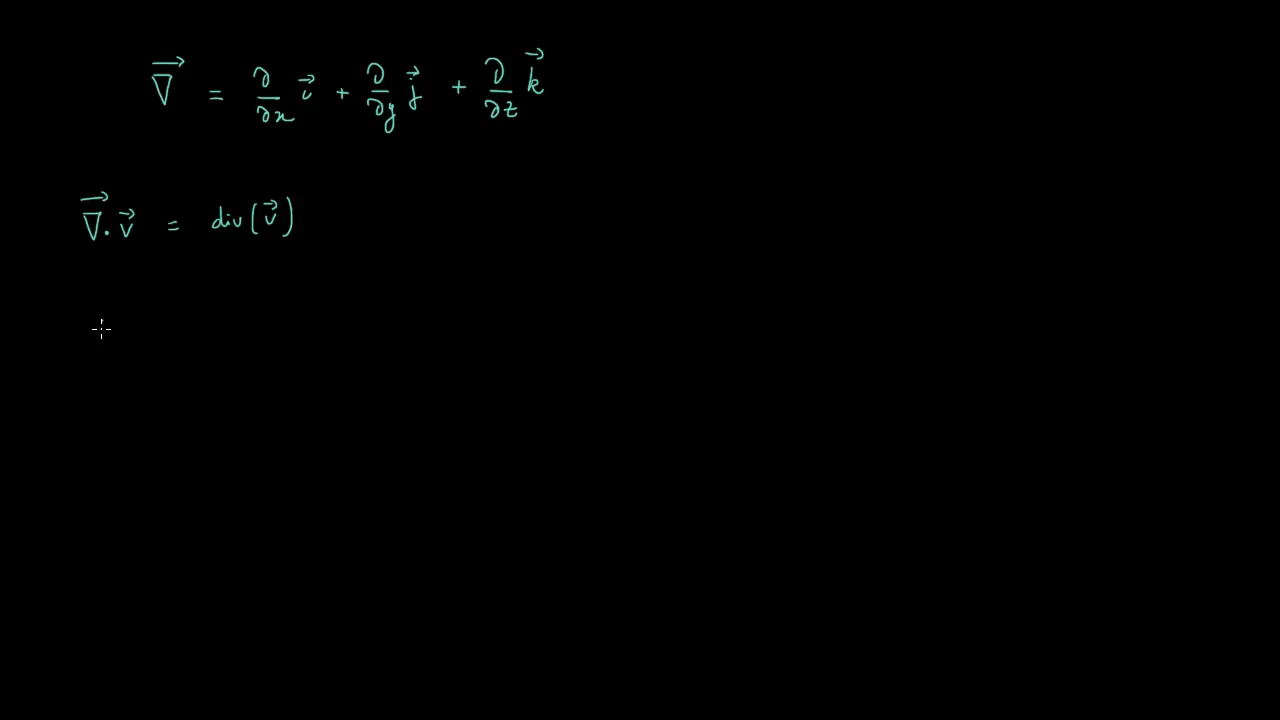 ∇⃗ = ∂/∂x i⃗ + ∂/∂y j⃗ + ∂/∂z k⃗
∇⃗ . v⃗ = div(v⃗)